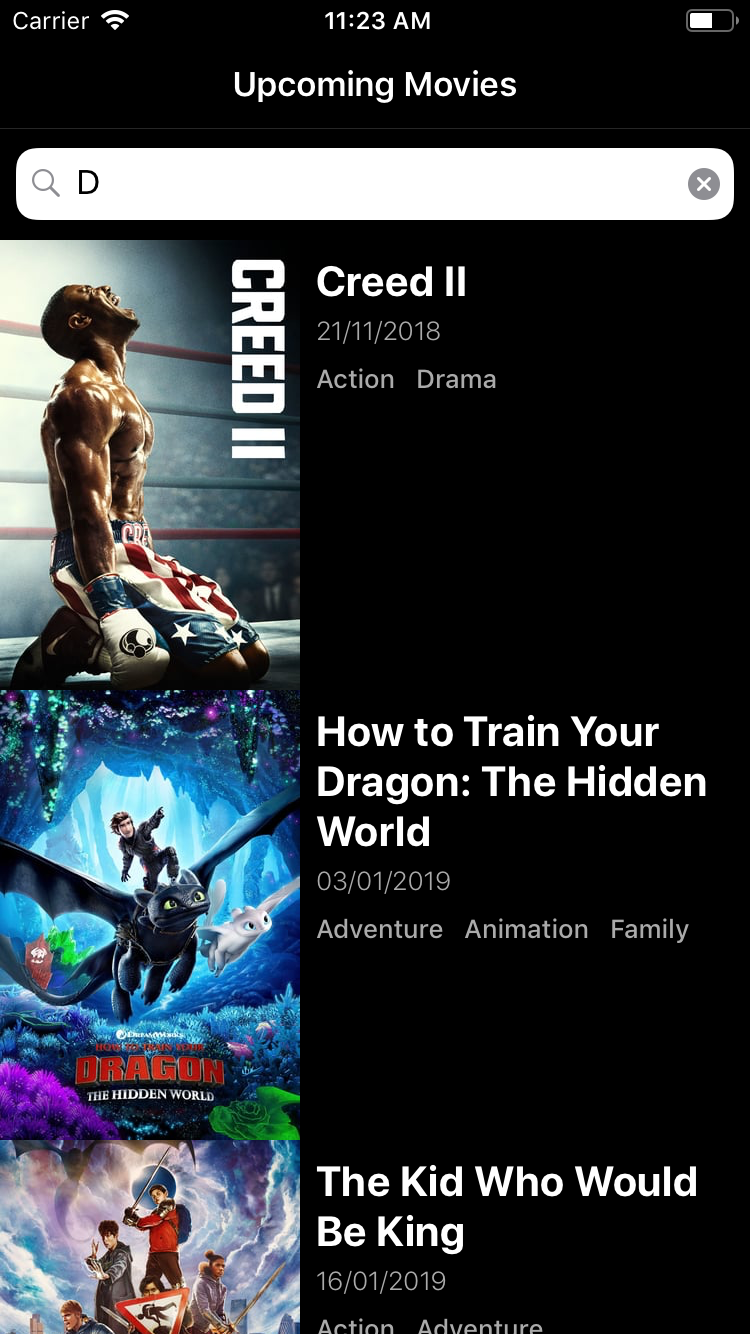 Carrier 11:23 AM
Upcoming Movies
D
CREED II
Creed II
21/11/2018
Action Drama
How to Train Your
Dragon: The Hidden
World
03/01/2019
Adventure Animation Family
DREAMWORKS
HOW TO TRAIN YOUR
DRAGON
THE HIDDEN WORLD
The Kid Who Would
Be King
16/01/2019
Action Adventure